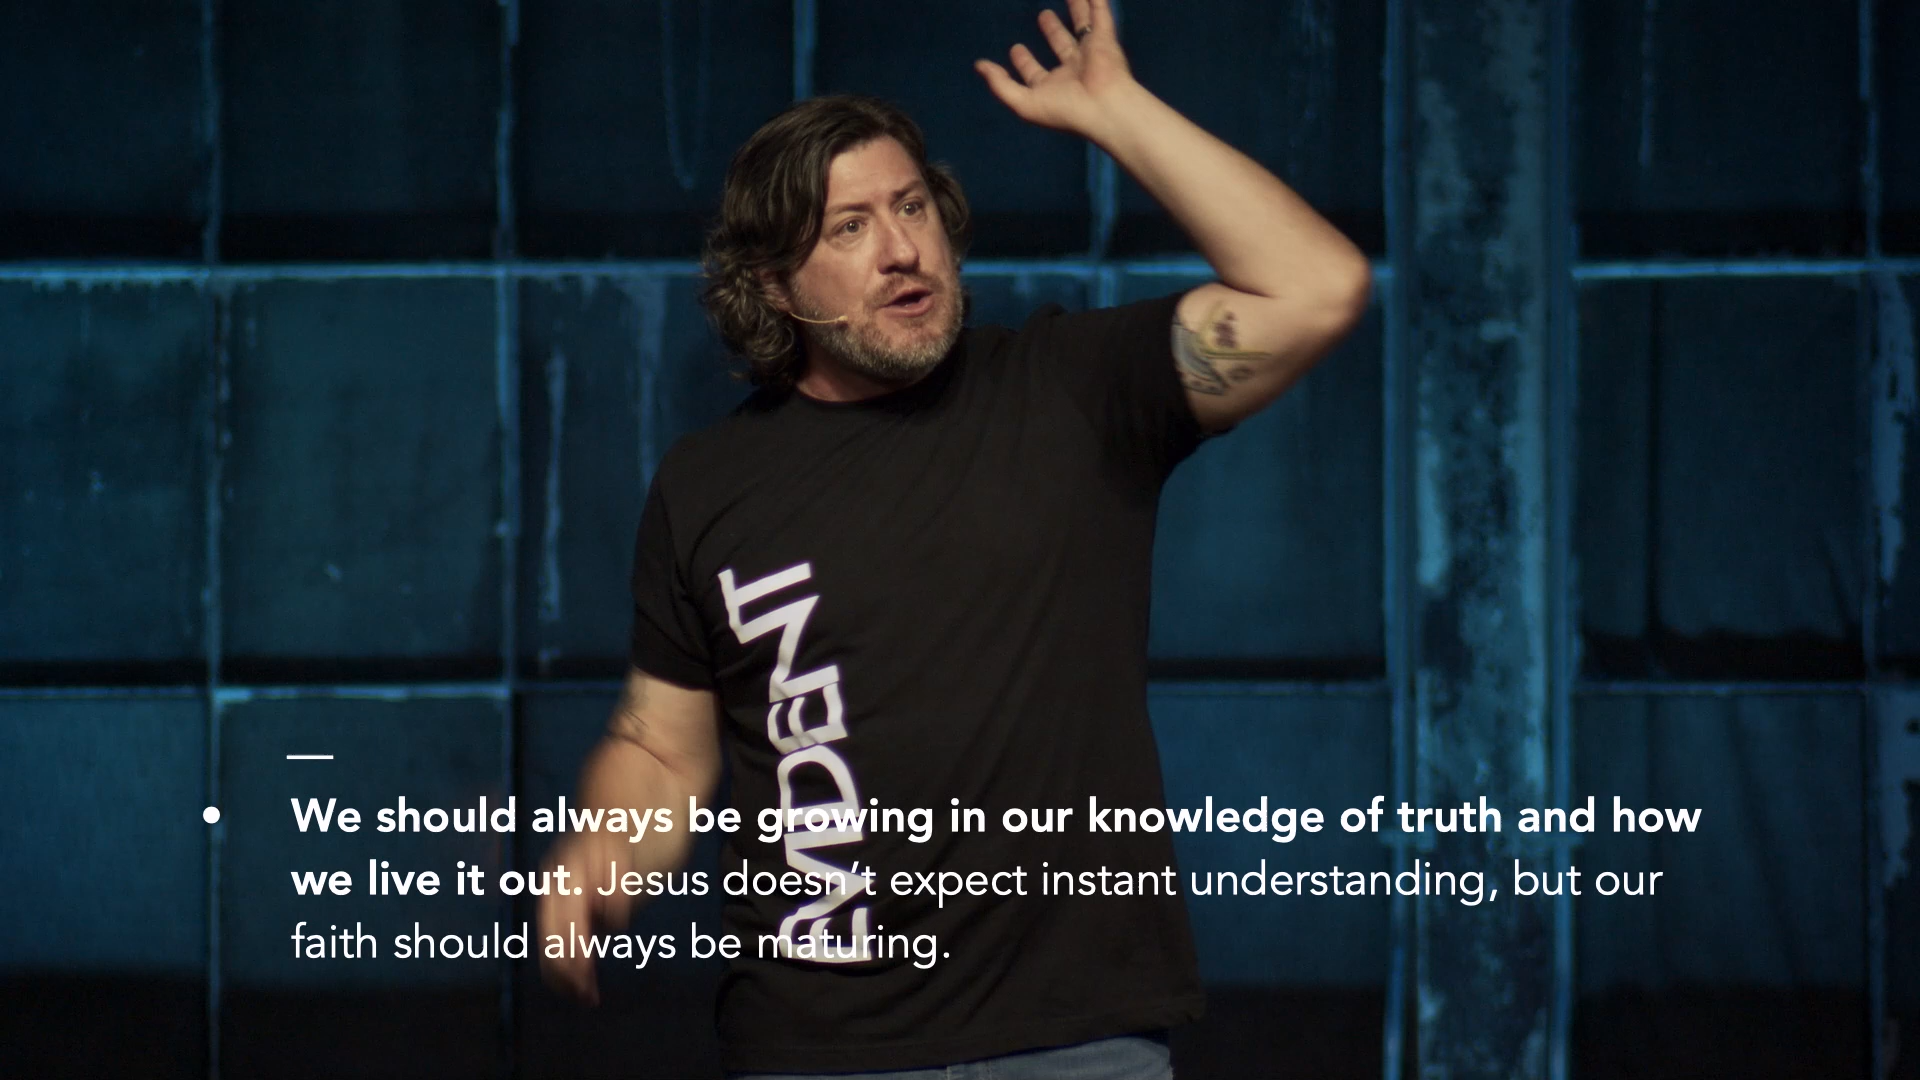 EVIDENT
• We should always be growing in our knowledge of truth and how
we live it out. Jesus doesn’t expect instant understanding, but our
faith should always be maturing.